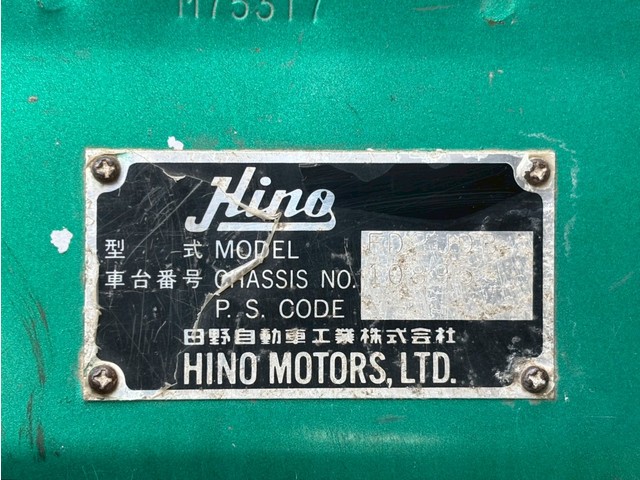 M75317
Hino
型 式 MODEL
車台番号 CHASSIS NO.
P. S. CODE
日野自動車工業株式会社
HINO MOTORS, LTD.